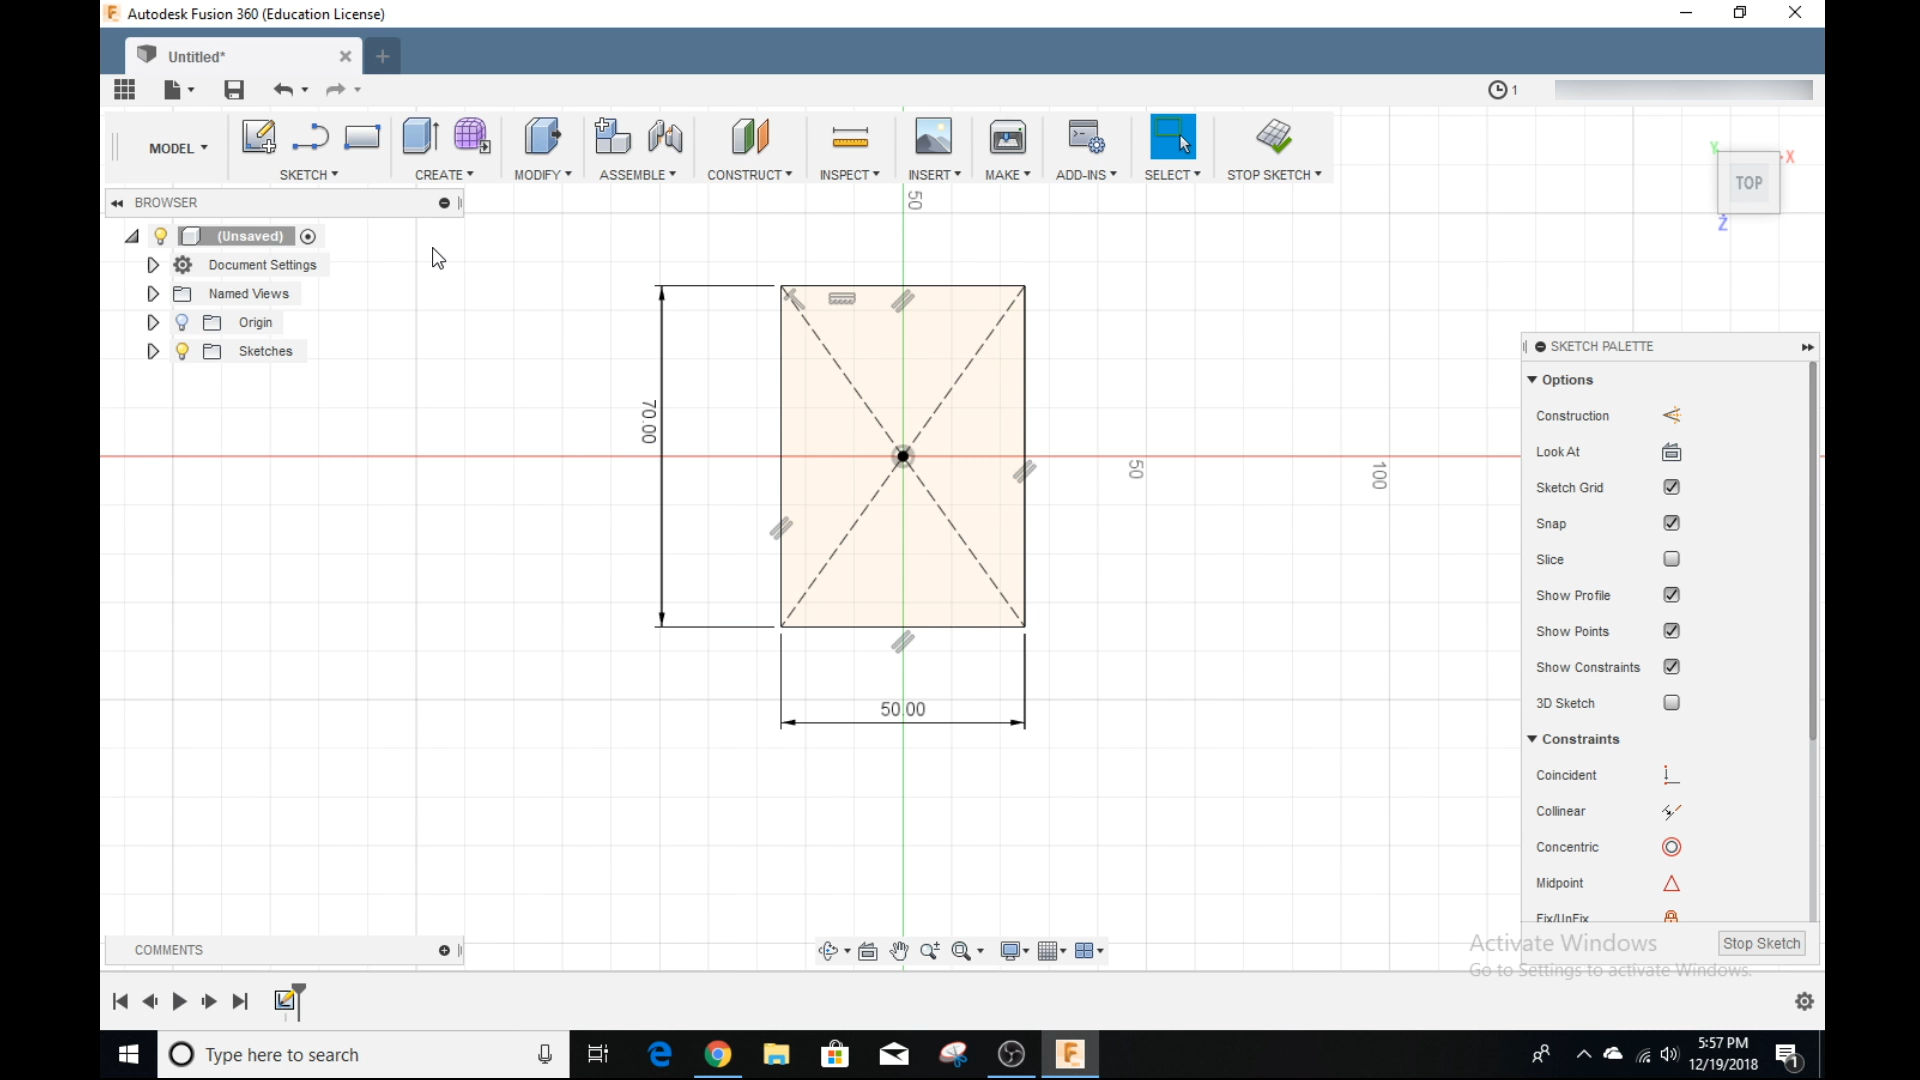 Autodesk Fusion 360 (Education License)
Untitled*
1
MODEL
SKETCH
CREATE
MODIFY
ASSEMBLE
CONSTRUCT
INSPECT
INSERT
MAKE
ADD-INS
SELECT
STOP SKETCH
Y
X
TOP
Z
BROWSER
50
(Unsaved)
Document Settings
Named Views
Origin
Sketches
70.00
50
100
50.00
SKETCH PALETTE
Options
Construction
Look At
Sketch Grid
Snap
Slice
Show Profile
Show Points
Show Constraints
3D Sketch
Constraints
Coincident
Collinear
Concentric
Midpoint
Fix/UnFix
Activate Windows
Go to Settings to activate Windows.
Stop Sketch
COMMENTS
Type here to search
5:57 PM
12/19/2018
1